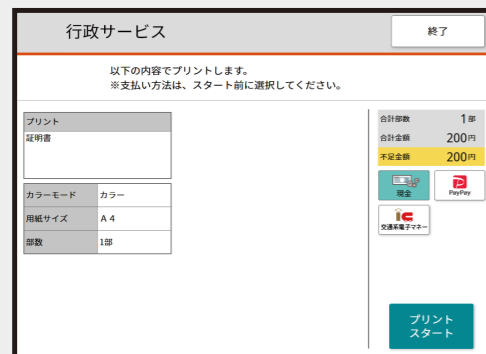 行政サービス
終了
以下の内容でプリントします。
※支払い方法は、スタート前に選択してください。
プリント
証明書
カラーモード カラー
用紙サイズ A 4
部数 1部
合計部数 1部
合計金額 200円
不足金額 200円
現金
PayPay
ic
交通系電子マネー
プリント
スタート